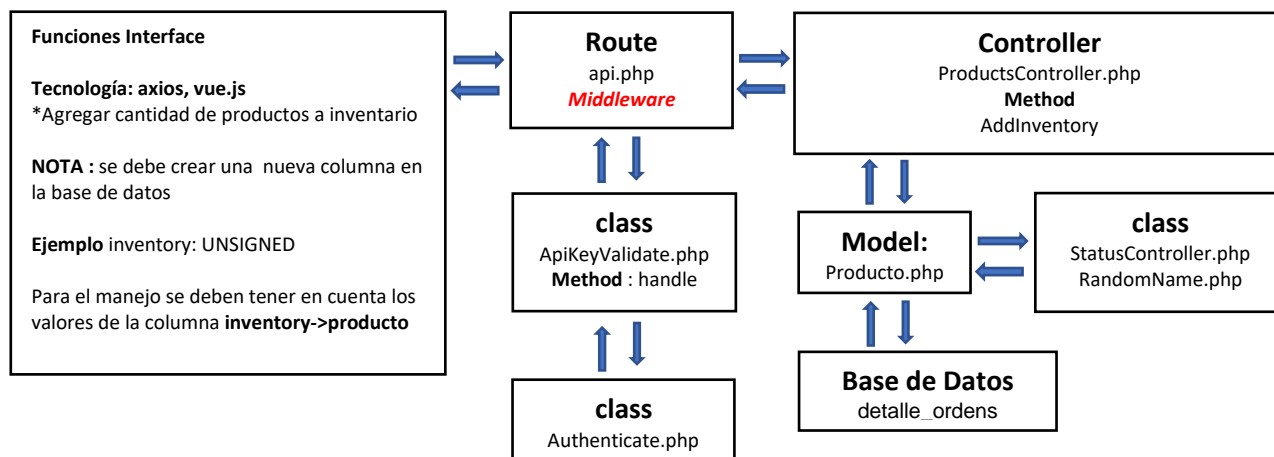 Funciones Interface
Tecnología: axios, vue.js
*Agregar cantidad de productos a inventario
NOTA : se debe crear una nueva columna en
la base de datos
Ejemplo inventory: UNSIGNED
Para el manejo se deben tener en cuenta los
valores de la columna inventory->producto
Route
api.php
Middleware
Controller
ProductsController.php
Method
AddInventory
class
ApiKeyValidate.php
Method : handle
Model:
Producto.php
class
StatusController.php
RandomName.php
class
Authenticate.php
Base de Datos
detalle_ordens